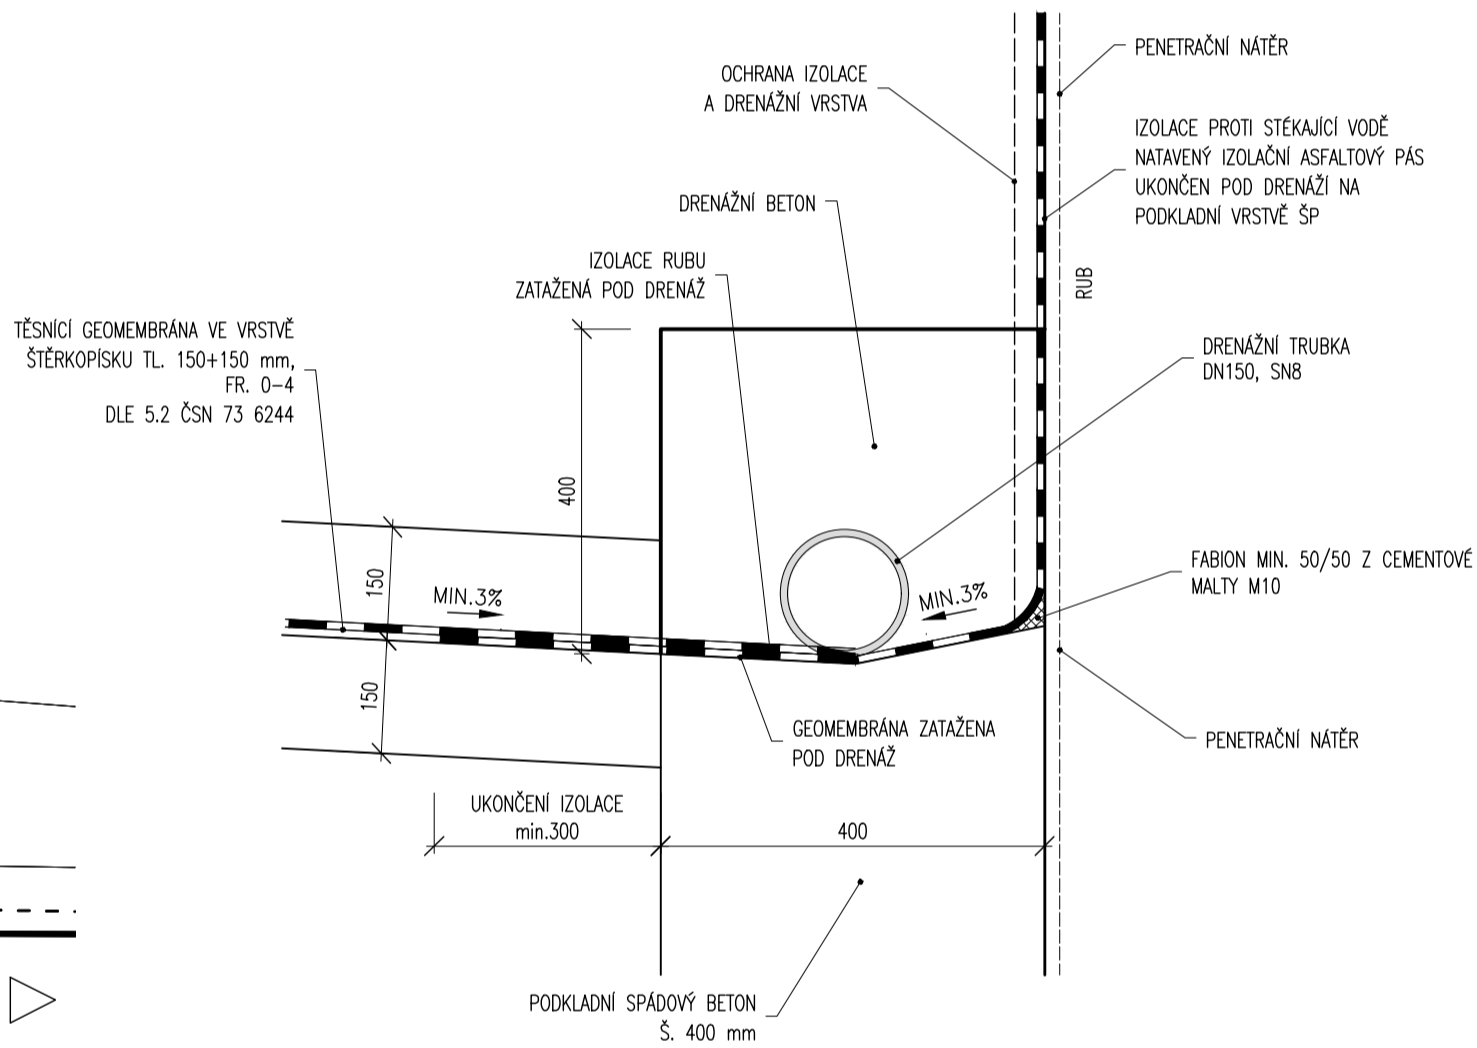 PENETRAČNÍ NÁTĚR
OCHRANA IZOLACE
A DRENÁŽNÍ VRSTVA
IZOLACE PROTI STÉKAJÍCÍ VODĚ
NATAVENÝ IZOLAČNÍ ASFALTOVÝ PÁS
UKONČEN POD DRENÁŽÍ NA
PODKLADNÍ VRSTVĚ ŠP
DRENÁŽNÍ BETON
IZOLACE RUBU
ZATAŽENÁ POD DRENÁŽ
RUB
TĚSNÍCÍ GEOMEMBRÁNA VE VRSTVĚ
ŠTĚRKOPÍSKU TL. 150+150 mm,
FR. 0-4
DLE 5.2 ČSN 73 6244
DRENÁŽNÍ TRUBKA
DN150, SN8
400
150
MIN.3%
MIN.3%
FABION MIN. 50/50 Z CEMENTOVÉ
MALTY M10
150
GEOMEMBRÁNA ZATAŽENA
POD DRENÁŽ
PENETRAČNÍ NÁTĚR
UKONČENÍ IZOLACE
min.300
400
PODKLADNÍ SPÁDOVÝ BETON
Š. 400 mm